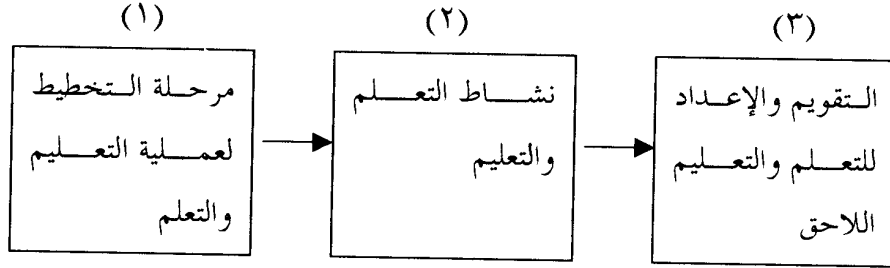 (١)
مرحلة التخطيط
لعملية التعليم
والتعلم
(٢)
نشاط التعلم
والتعليم
(٣)
التقويم والإعداد
للتعلم والتعليم
اللاحق